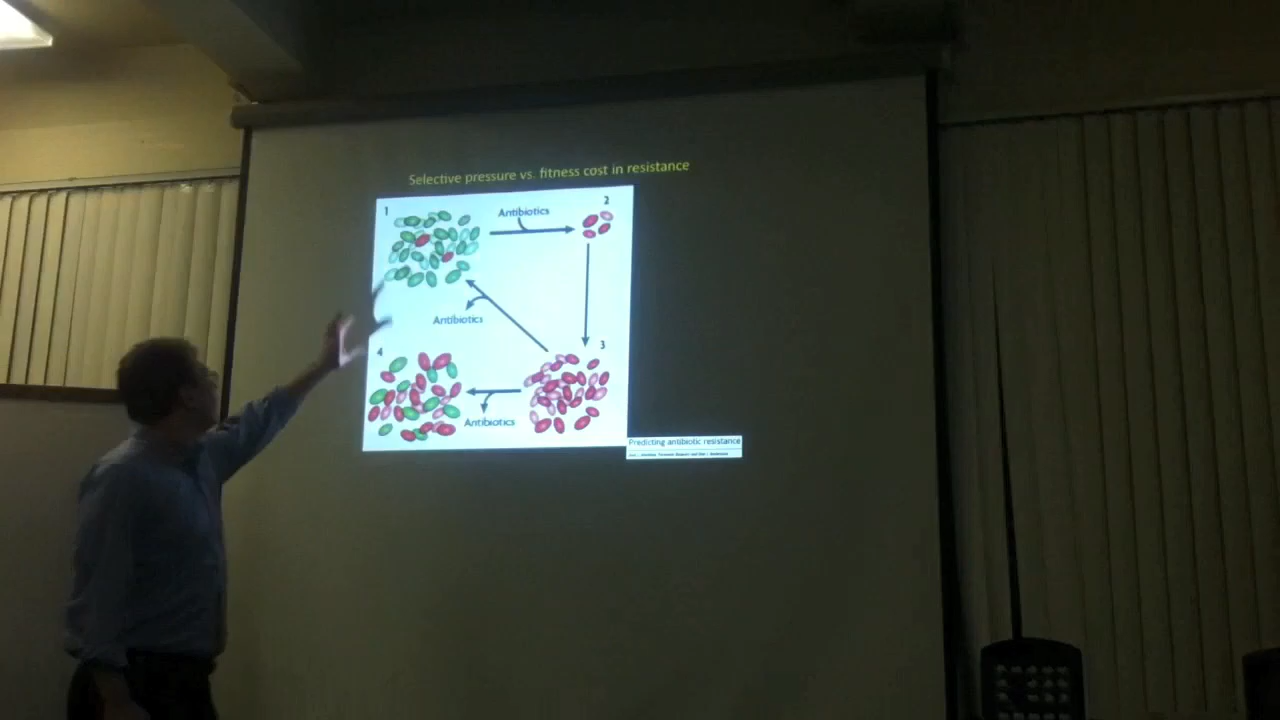 Selective pressure vs. fitness cost in resistance
1
Antibiotics
2
Antibiotics
4
3
Antibiotics
Predicting antibiotic resistance